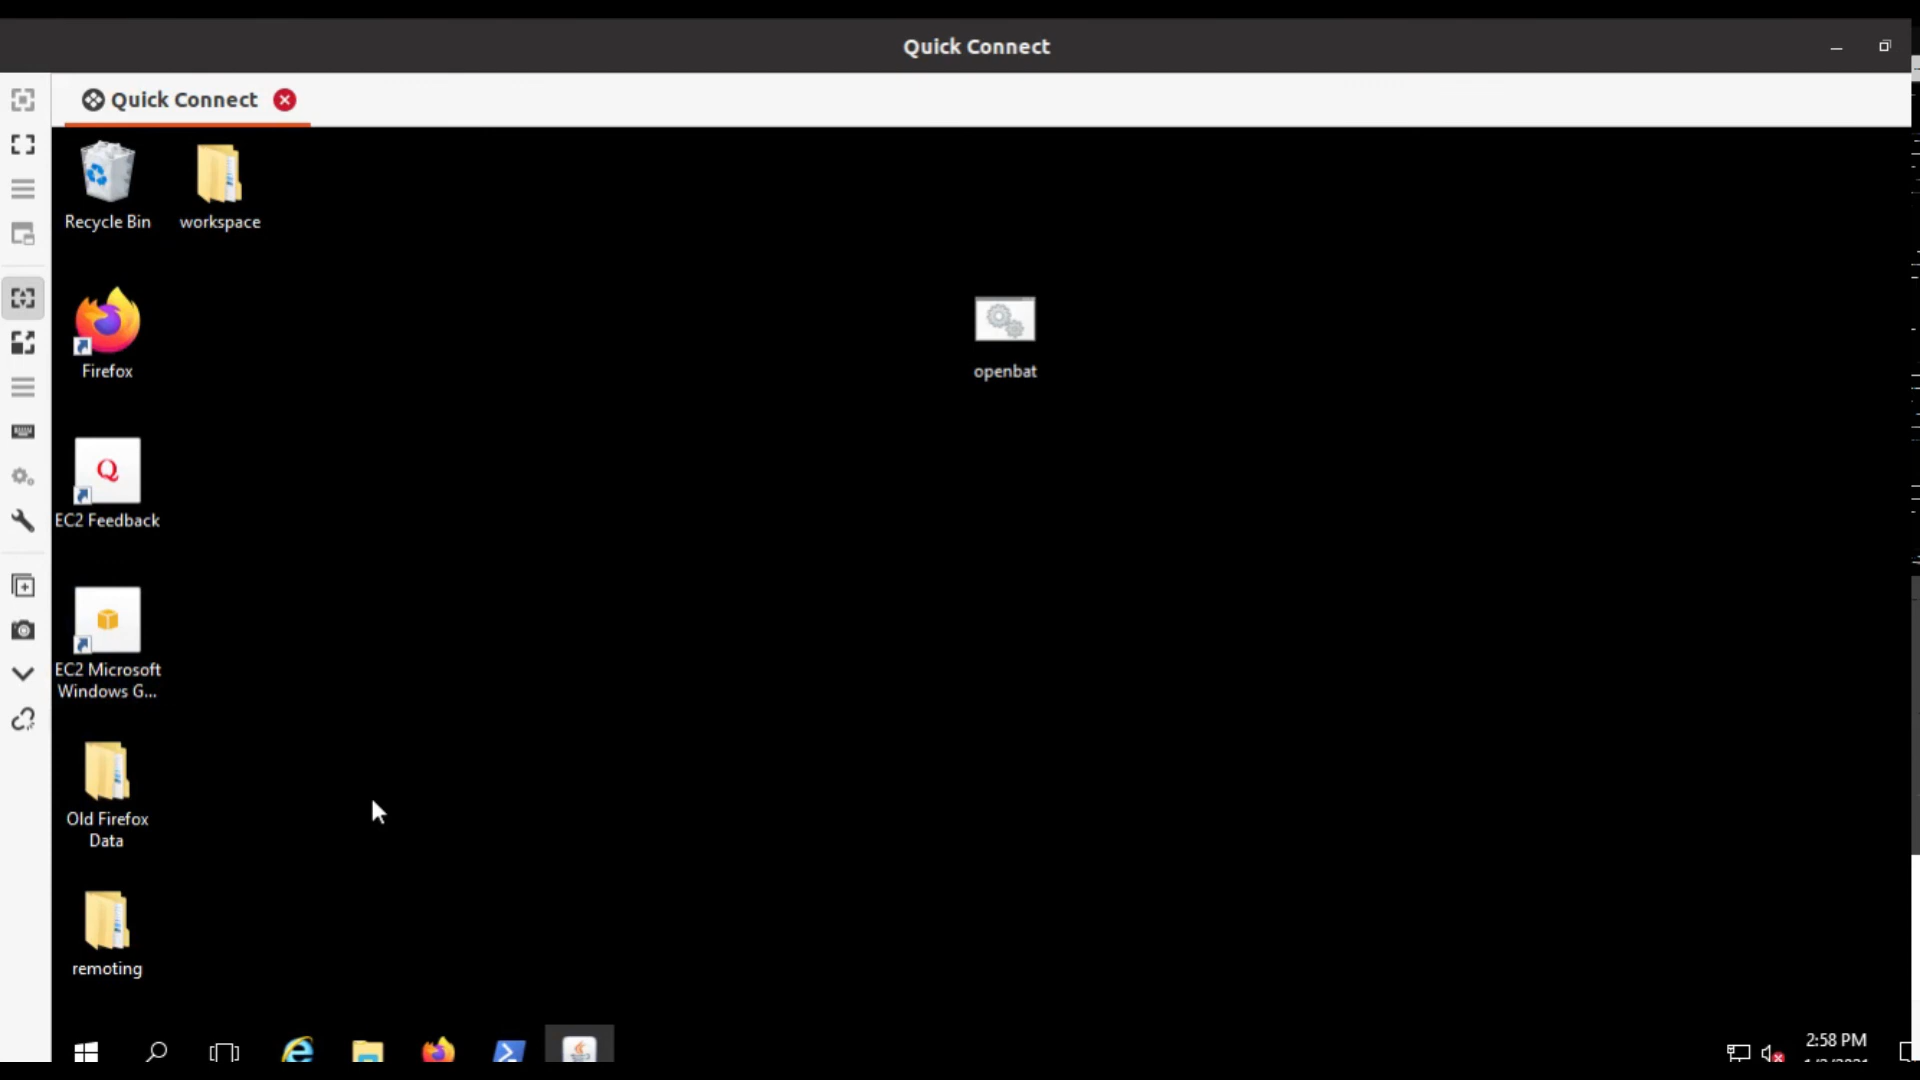 Quick Connect
Quick Connect
Recycle Bin
workspace
Firefox
openbat
EC2 Feedback
EC2 Microsoft
Windows G...
Old Firefox
Data
remoting
2:58 PM